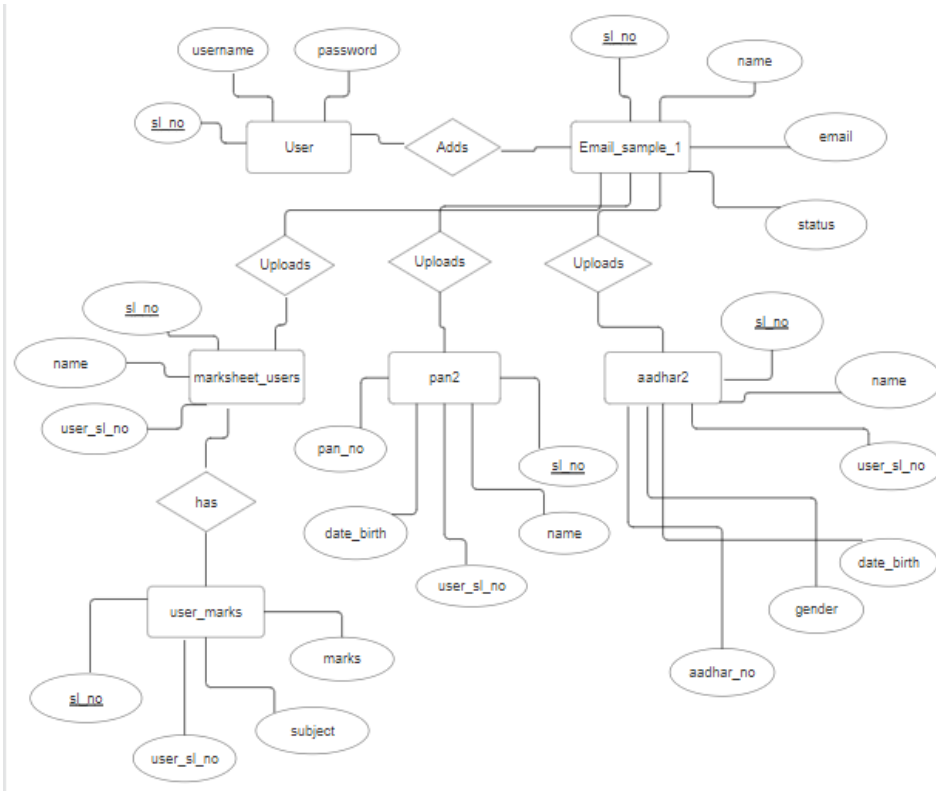 sl_no
username
password
name
sl_no
User
Adds
Email_sample_1
email
status
Uploads
Uploads
Uploads
sl_no
sl_no
name
marksheet_users
pan2
aadhar2
name
user_sl_no
pan_no
sl_no
user_sl_no
has
date_birth
name
date_birth
user_sl_no
gender
user_marks
marks
aadhar_no
sl_no
subject
user_sl_no